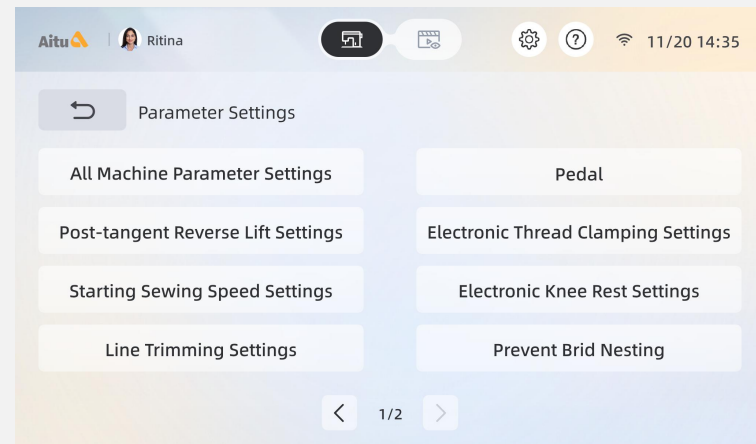 Aitu
Ritina
11/20 14:35
Parameter Settings
All Machine Parameter Settings
Pedal
Post-tangent Reverse Lift Settings
Electronic Thread Clamping Settings
Starting Sewing Speed Settings
Electronic Knee Rest Settings
Line Trimming Settings
Prevent Brid Nesting
1/2